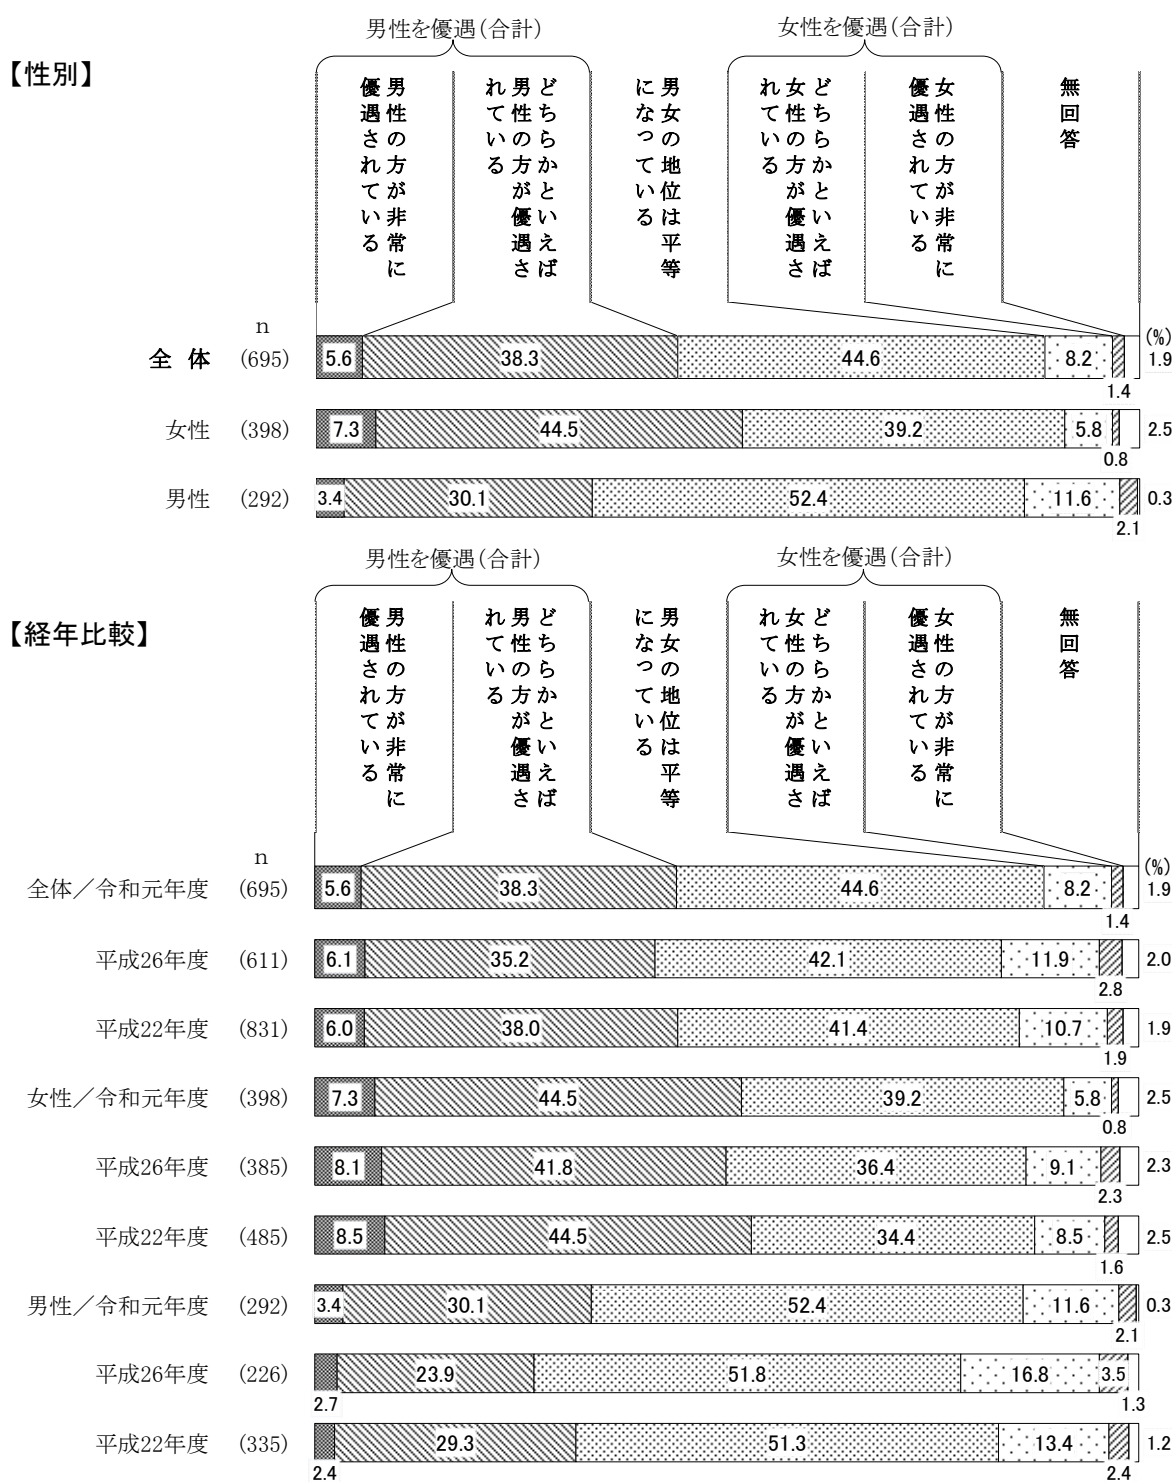 男性を優遇(合計) 女性を優遇(合計)
【性別】
男性の方が非常に
優遇されている
どちらかといえば
男性の方が優遇さ
れている
男女の地位は平等
になっている
どちらかといえば
女性の方が優遇さ
れている
女性の方が非常に
優遇されている
無回答
n
(%)
全 体 (695) 5.6 38.3 44.6 8.2 1.4 1.9
女性 (398) 7.3 44.5 39.2 5.8 0.8 2.5
男性 (292) 3.4 30.1 52.4 11.6 2.1 0.3
男性を優遇(合計) 女性を優遇(合計)
【経年比較】
男性の方が非常に
優遇されている
どちらかといえば
男性の方が優遇さ
れている
男女の地位は平等
になっている
どちらかといえば
女性の方が優遇さ
れている
女性の方が非常に
優遇されている
無回答
n
(%)
全体／令和元年度 (695) 5.6 38.3 44.6 8.2 1.4 1.9
平成26年度 (611) 6.1 35.2 42.1 11.9 2.8 2.0
平成22年度 (831) 6.0 38.0 41.4 10.7 1.9 1.9
女性／令和元年度 (398) 7.3 44.5 39.2 5.8 0.8 2.5
平成26年度 (385) 8.1 41.8 36.4 9.1 2.3 2.3
平成22年度 (485) 8.5 44.5 34.4 8.5 1.6 2.5
男性／令和元年度 (292) 3.4 30.1 52.4 11.6 2.1 0.3
平成26年度 (226) 2.7 23.9 51.8 16.8 3.5 1.3
平成22年度 (335) 2.4 29.3 51.3 13.4 2.4 1.2